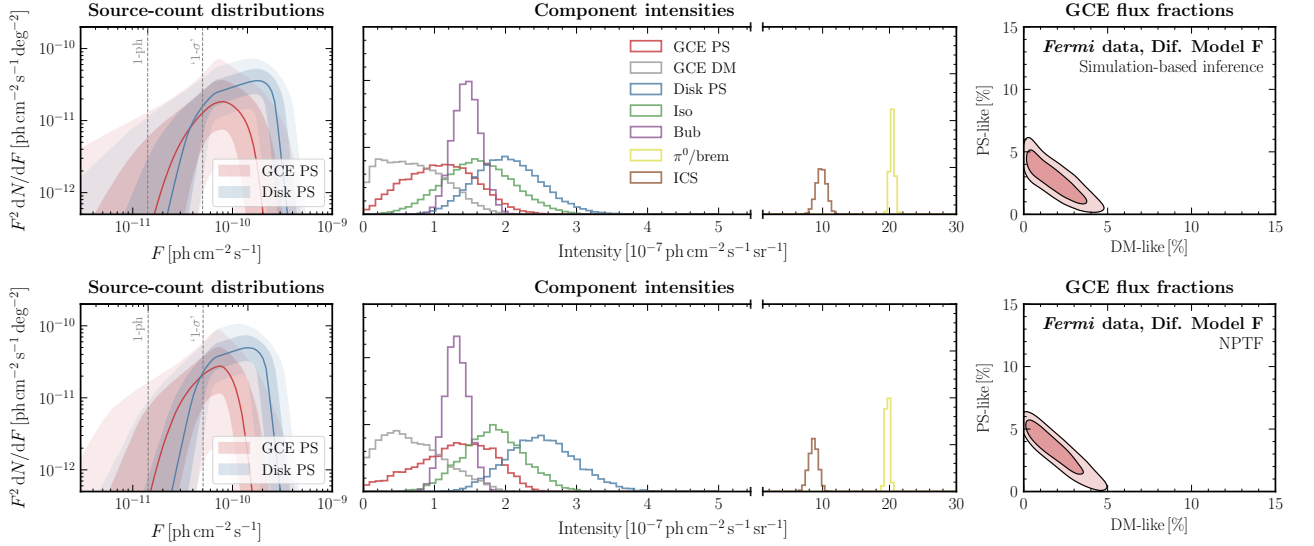 Source-count distributions
F² dN/dF [ph cm⁻² s⁻¹ deg⁻²]
10⁻¹⁰
10⁻¹¹
10⁻¹²
1-ph
‘1-σ’
GCE PS
Disk PS
10⁻¹¹ 10⁻¹⁰ 10⁻⁹
F [ph cm⁻² s⁻¹]
Component intensities
GCE PS
GCE DM
Disk PS
Iso
Bub
π⁰/brem
ICS
0 1 2 3 4 5 10 20 30
Intensity [10⁻⁷ ph cm⁻² s⁻¹ sr⁻¹]
GCE flux fractions
Fermi data, Dif. Model F
Simulation-based inference
PS-like [%]
15
10
5
0
0 5 10 15
DM-like [%]
Source-count distributions
F² dN/dF [ph cm⁻² s⁻¹ deg⁻²]
10⁻¹⁰
10⁻¹¹
10⁻¹²
1-ph
‘1-σ’
GCE PS
Disk PS
10⁻¹¹ 10⁻¹⁰ 10⁻⁹
F [ph cm⁻² s⁻¹]
Component intensities
0 1 2 3 4 5 10 20 30
Intensity [10⁻⁷ ph cm⁻² s⁻¹ sr⁻¹]
GCE flux fractions
Fermi data, Dif. Model F
NPTF
PS-like [%]
15
10
5
0
0 5 10 15
DM-like [%]